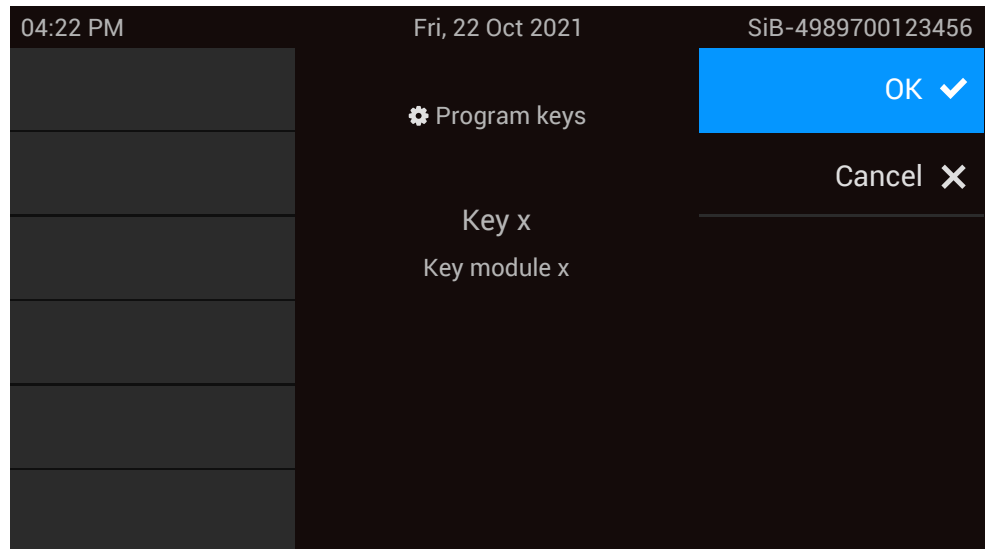 04:22 PM Fri, 22 Oct 2021 SiB-4989700123456
OK
Program keys
Cancel
Key x
Key module x